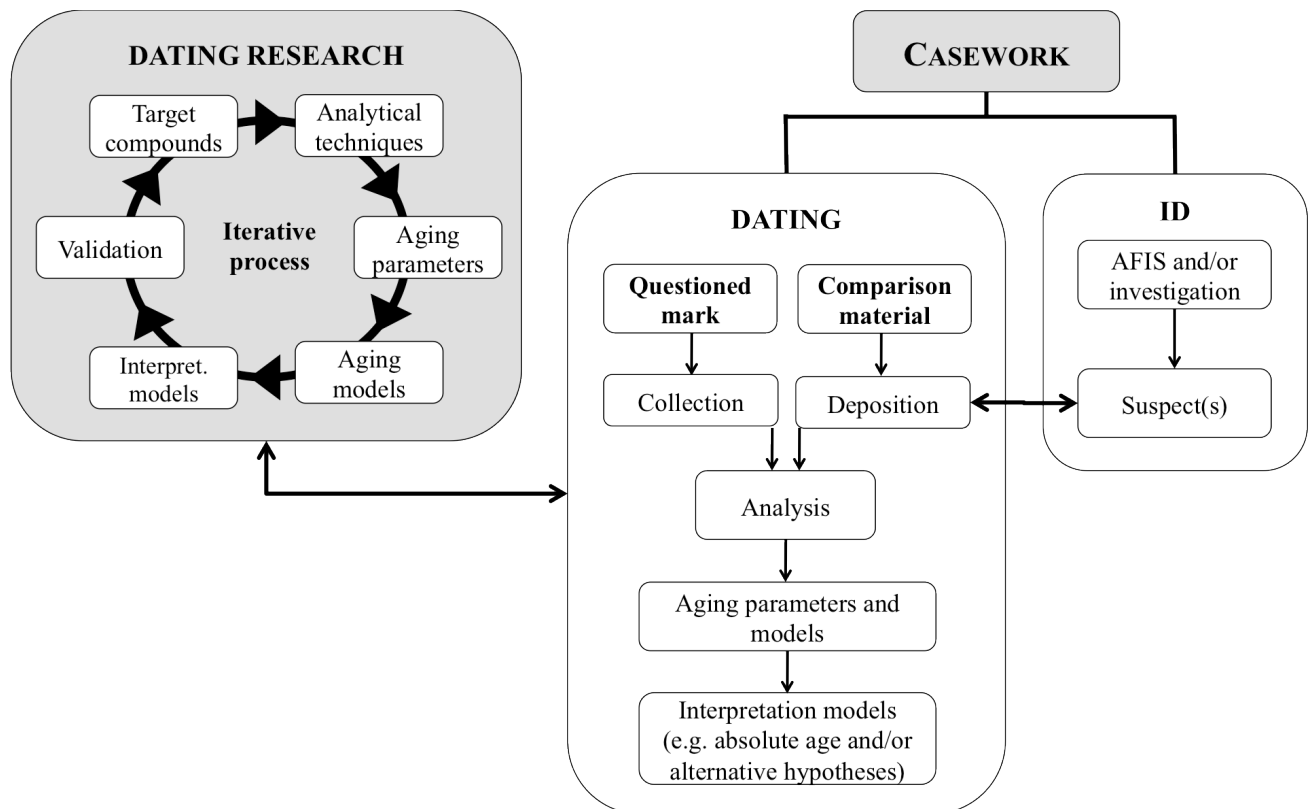 DATING RESEARCH
Target
compounds
Analytical
techniques
Aging
parameters
Aging
models
Interpret.
models
Validation
Iterative
process
CASEWORK
DATING
Questioned
mark
Comparison
material
Collection
Deposition
Analysis
Aging parameters and
models
Interpretation models
(e.g. absolute age and/or
alternative hypotheses)
ID
AFIS and/or
investigation
Suspect(s)